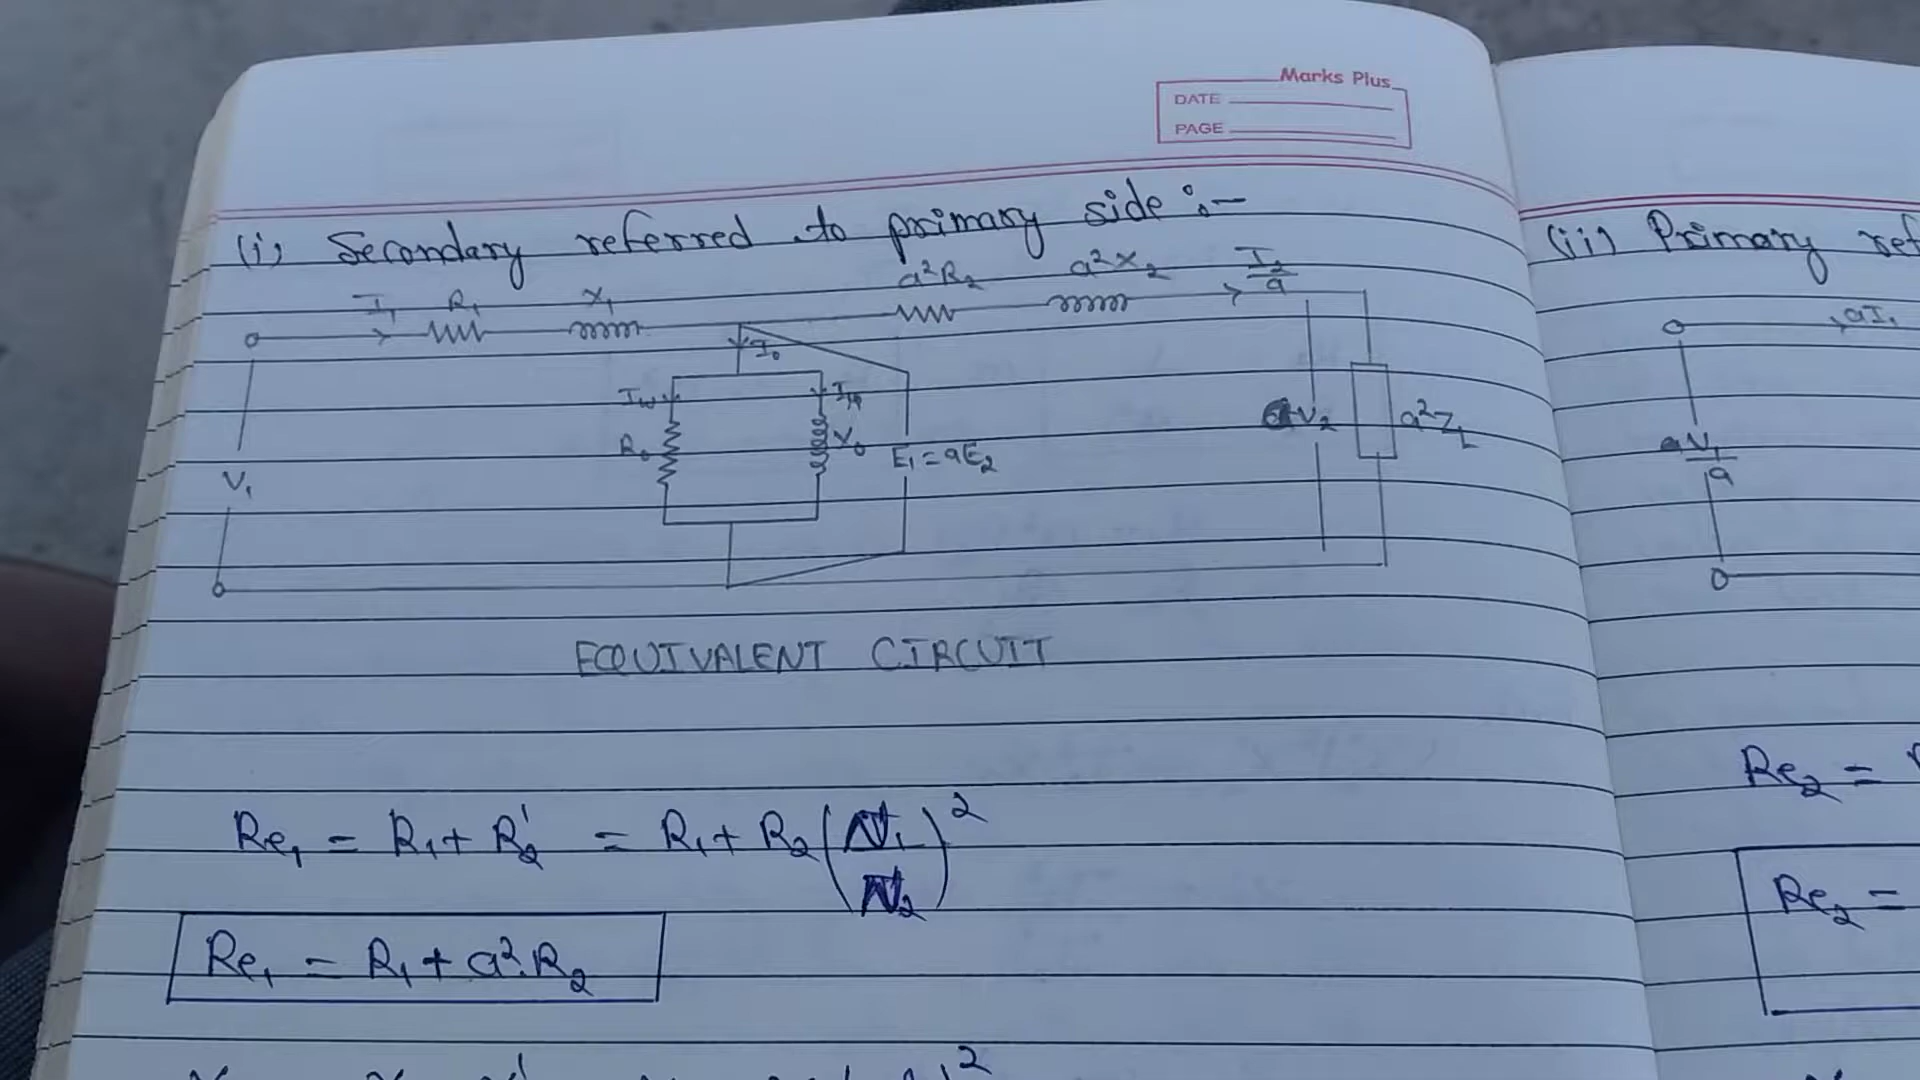 Marks Plus
DATE
PAGE
(i) Secondary referred to primary side :-
I₁ R₁ X₁ a²R₂ a²X₂ I₂/a
I₀
Iw Im
R₀ X₀ E₁ = aE₂ aV₂ a²ZL
V₁
EQUIVALENT CIRCUIT
Re₁ = R₁ + R₂' = R₁ + R₂ (N₁/N₂)²
Re₁ = R₁ + a².R₂
(ii) Primary
aI₁
V₁/a
Re₂ =
Re₂ =